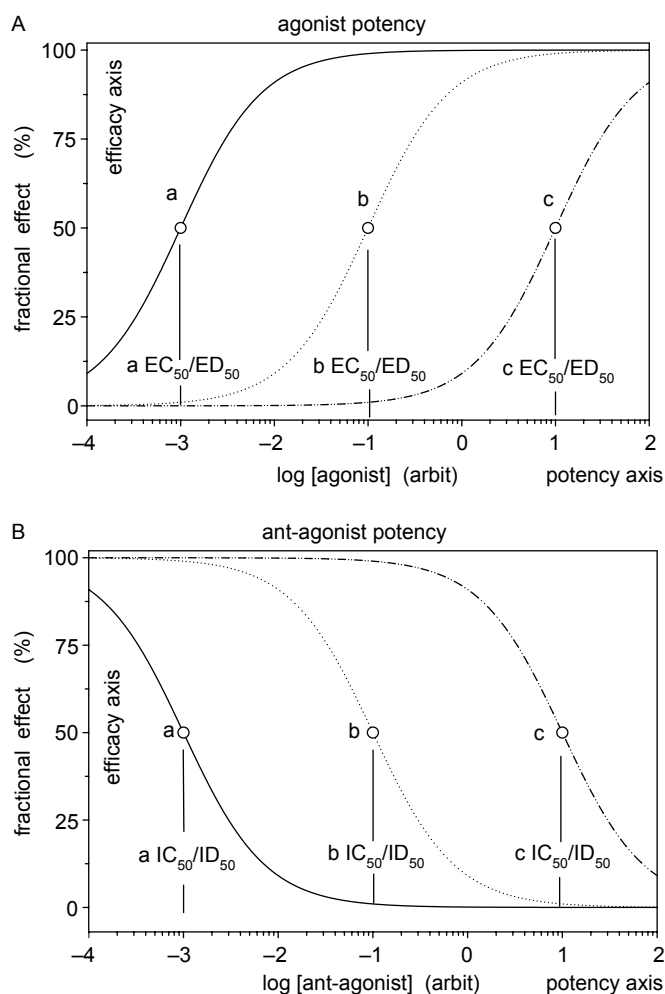 A
agonist potency
100
75
50
25
0
fractional effect (%)
efficacy axis
a
b
c
a EC50/ED50
b EC50/ED50
c EC50/ED50
–4 –3 –2 –1 0 1 2
log [agonist] (arbit) potency axis
B
ant-agonist potency
100
75
50
25
0
fractional effect (%)
efficacy axis
a
b
c
a IC50/ID50
b IC50/ID50
c IC50/ID50
–4 –3 –2 –1 0 1 2
log [ant-agonist] (arbit) potency axis